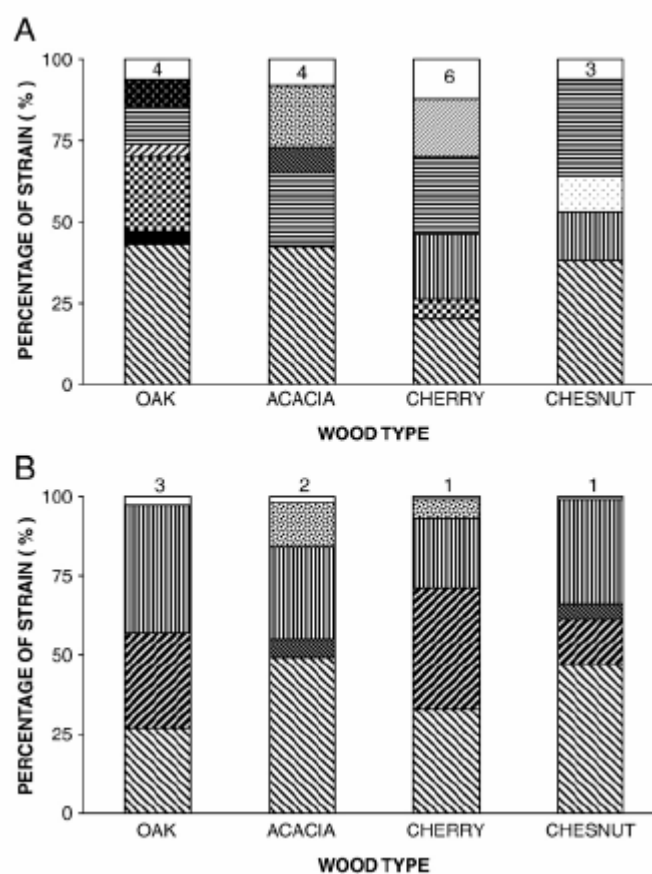 A
PERCENTAGE OF STRAIN ( % )
100
75
50
25
0
4
4
6
3
OAK
ACACIA
CHERRY
CHESNUT
WOOD TYPE
B
PERCENTAGE OF STRAIN ( % )
100
75
50
25
0
3
2
1
1
OAK
ACACIA
CHERRY
CHESNUT
WOOD TYPE